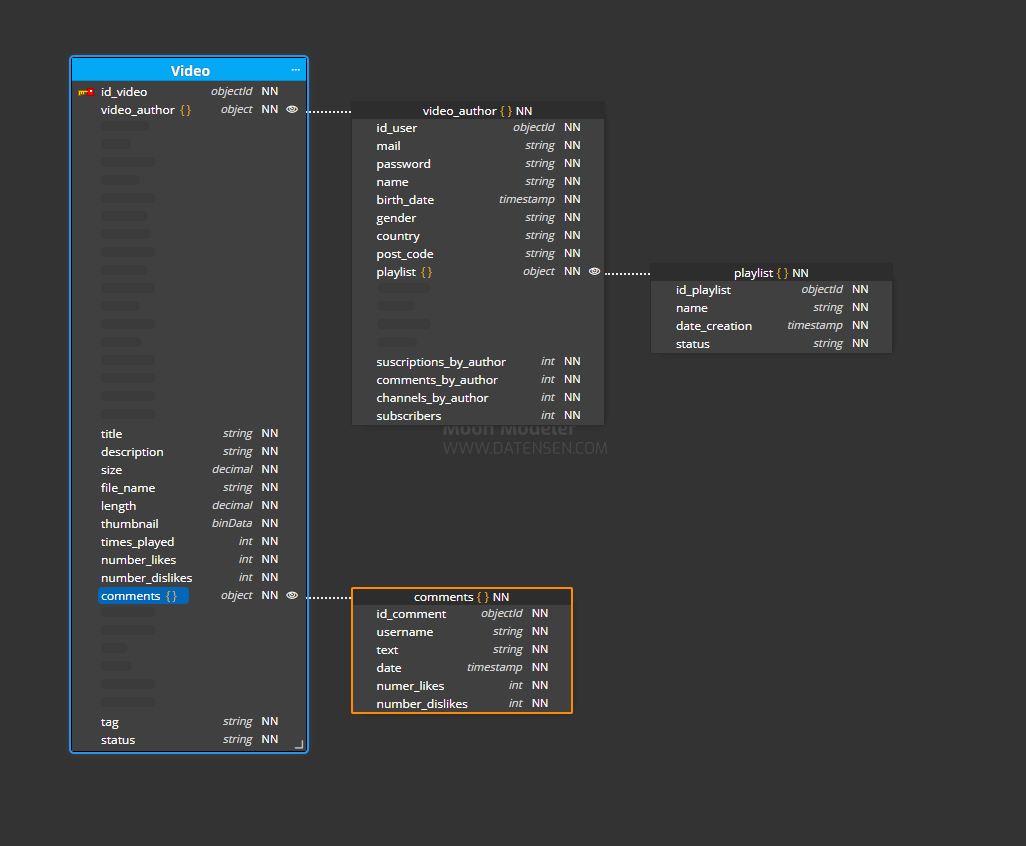 Video ...
id_video objectId NN
video_author { } object NN
title string NN
description string NN
size decimal NN
file_name string NN
length decimal NN
thumbnail binData NN
times_played int NN
number_likes int NN
number_dislikes int NN
comments { } object NN
tag string NN
status string NN
video_author { } NN
id_user objectId NN
mail string NN
password string NN
name string NN
birth_date timestamp NN
gender string NN
country string NN
post_code string NN
playlist { } object NN
suscriptions_by_author int NN
comments_by_author int NN
channels_by_author int NN
subscribers int NN
playlist { } NN
id_playlist objectId NN
name string NN
date_creation timestamp NN
status string NN
Moon Modeler
WWW.DATENSEN.COM
comments { } NN
id_comment objectId NN
username string NN
text string NN
date timestamp NN
numer_likes int NN
number_dislikes int NN